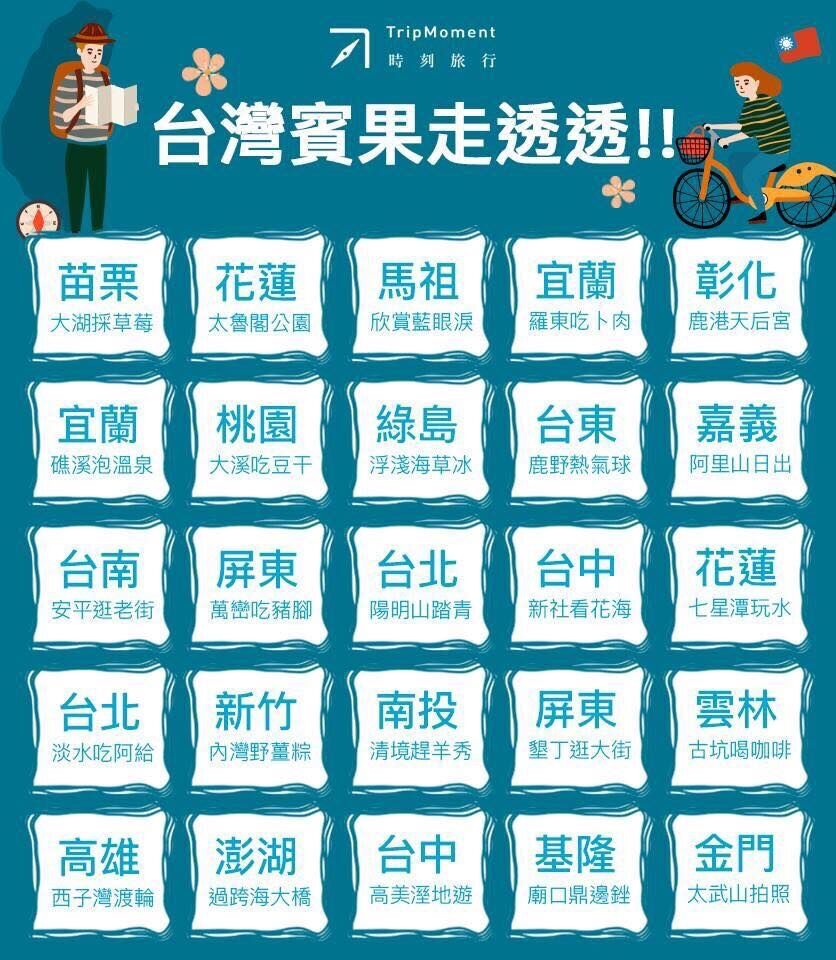 TripMoment
時刻旅行
台灣賓果走透透!!
苗栗
大湖採草莓
花蓮
太魯閣公園
馬祖
欣賞藍眼淚
宜蘭
羅東吃卜肉
彰化
鹿港天后宮
宜蘭
礁溪泡溫泉
桃園
大溪吃豆干
綠島
浮淺海草冰
台東
鹿野熱氣球
嘉義
阿里山日出
台南
安平逛老街
屏東
萬巒吃豬腳
台北
陽明山踏青
台中
新社看花海
花蓮
七星潭玩水
台北
淡水吃阿給
新竹
內灣野薑粽
南投
清境趕羊秀
屏東
墾丁逛大街
雲林
古坑喝咖啡
高雄
西子灣渡輪
澎湖
過跨海大橋
台中
高美溼地遊
基隆
廟口鼎邊銼
金門
太武山拍照